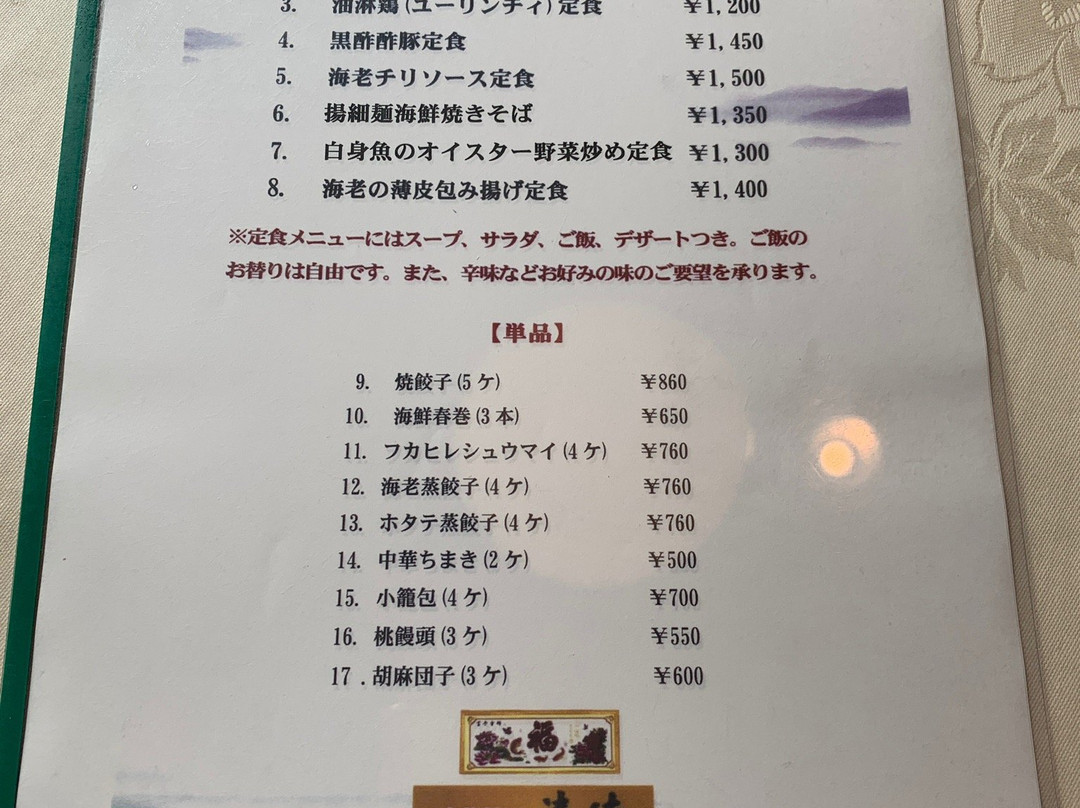 3. 油淋鶏(ユーリンチィ)定食 ￥1,200
4. 黒酢酢豚定食 ￥1,450
5. 海老チリソース定食 ￥1,500
6. 揚細麺海鮮焼きそば ￥1,350
7. 白身魚のオイスター野菜炒め定食 ￥1,300
8. 海老の薄皮包み揚げ定食 ￥1,400
※定食メニューにはスープ、サラダ、ご飯、デザートつき。ご飯の
お替りは自由です。また、辛味などお好みの味のご要望を承ります。
【単品】
9. 焼餃子(5ケ) ￥860
10. 海鮮春巻(3本) ￥650
11. フカヒレシュウマイ(4ケ) ￥760
12. 海老蒸餃子(4ケ) ￥760
13. ホタテ蒸餃子(4ケ) ￥760
14. 中華ちまき(2ケ) ￥500
15. 小籠包(4ケ) ￥700
16. 桃饅頭(3ケ) ￥550
17 . 胡麻団子(3ケ) ￥600
福